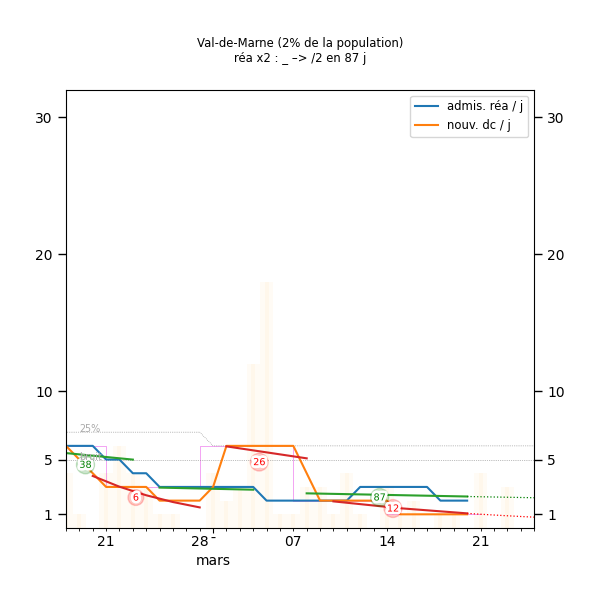 Val-de-Marne (2% de la population)
réa x2 : _ –> /2 en 87 j
admis. réa / j
nouv. dc / j
30 30
20 20
10 10
25%
5 5
38
26
6
87
12
1 1
21 28 07 14 21
mars